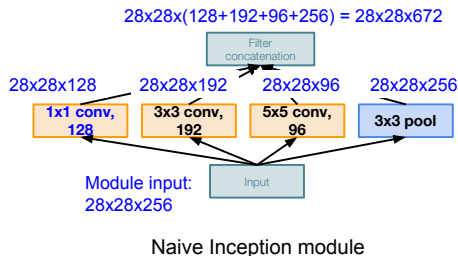 28x28x(128+192+96+256) = 28x28x672
Filter
concatenation
28x28x128
28x28x192
28x28x96
28x28x256
1x1 conv,
128
3x3 conv,
192
5x5 conv,
96
3x3 pool
Module input:
28x28x256
Input
Naive Inception module